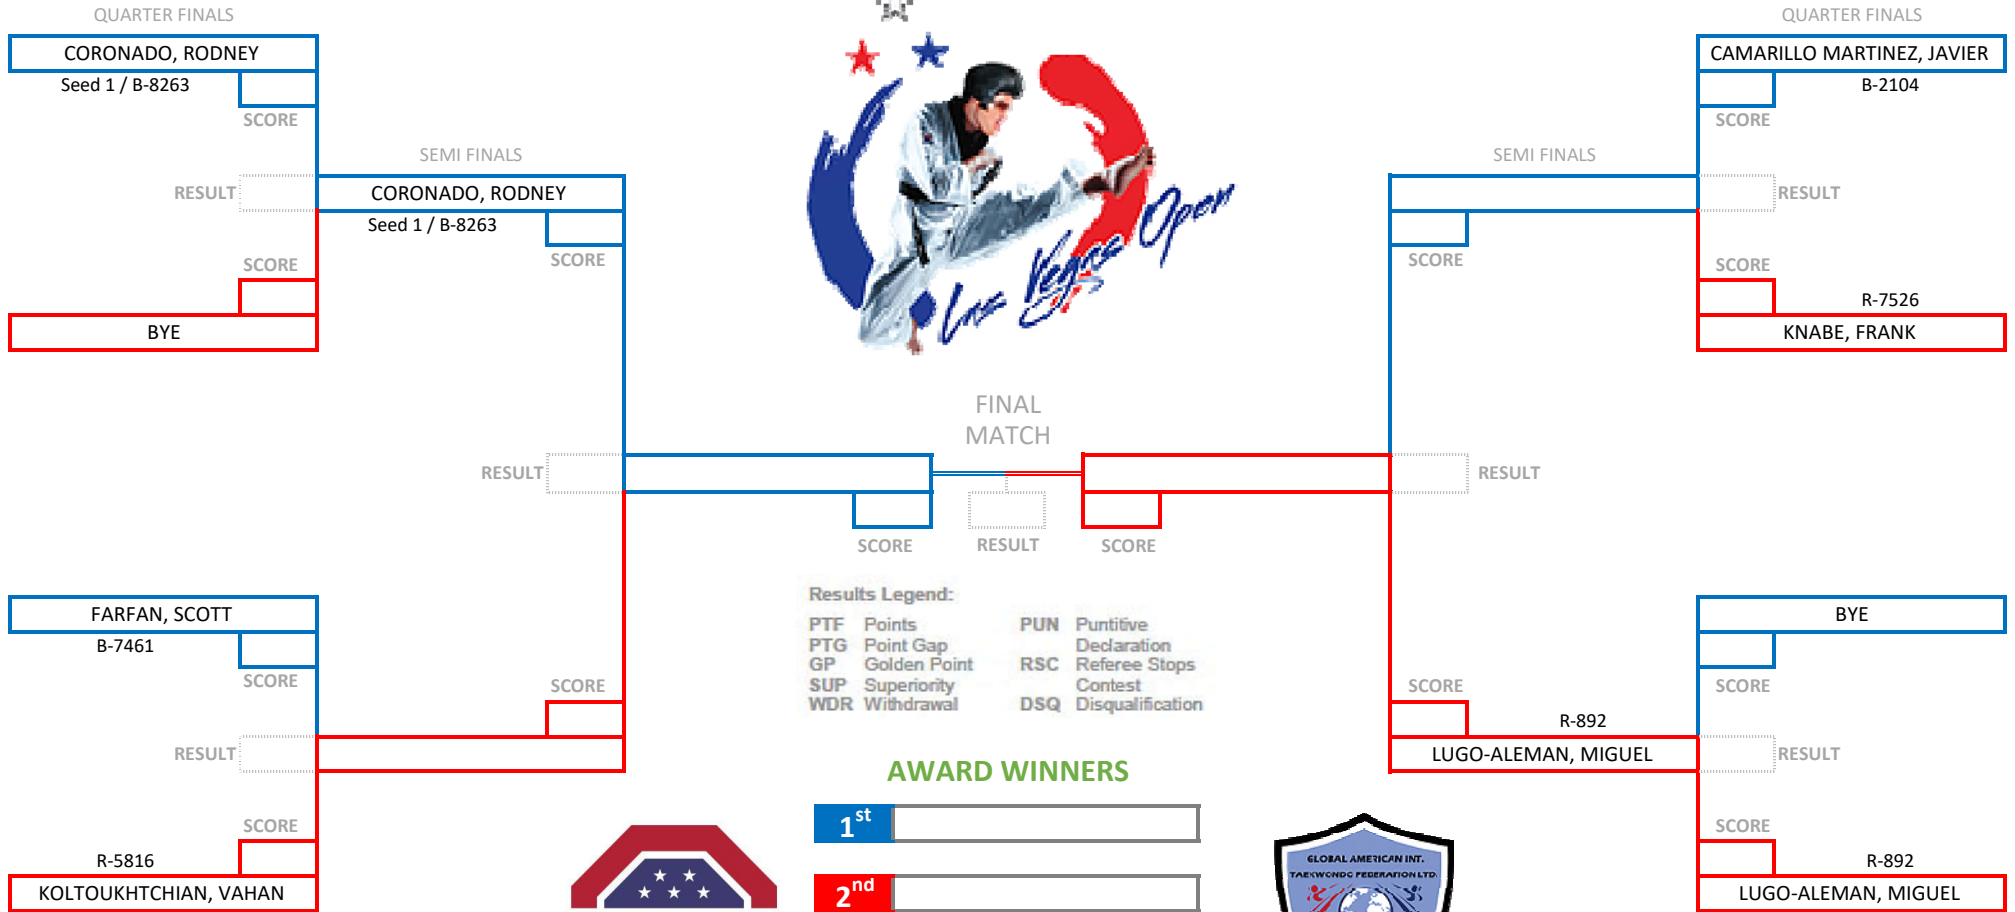 QUARTER FINALS
QUARTER FINALS
CORONADO, RODNEY
CAMARILLO MARTINEZ, JAVIER
Seed 1 / B-8263
B-2104
SCORE
SCORE
SEMI FINALS
SEMI FINALS
RESULT
CORONADO, RODNEY
RESULT
Seed 1 / B-8263
SCORE
SCORE
SCORE
SCORE
R-7526
BYE
KNABE, FRANK
Las Vegas Open
FINAL
MATCH
RESULT
RESULT
SCORE
RESULT
SCORE
Results Legend:
PTF Points PUN Puntitive
PTG Point Gap Declaration
GP Golden Point RSC Referee Stops
SUP Superiority Contest
WDR Withdrawal DSQ Disqualification
FARFAN, SCOTT
BYE
B-7461
SCORE
SCORE
SCORE
SCORE
R-892
RESULT
LUGO-ALEMAN, MIGUEL
RESULT
AWARD WINNERS
1st
SCORE
SCORE
R-5816
R-892
KOLTOUKHTCHIAN, VAHAN
2nd
LUGO-ALEMAN, MIGUEL
GLOBAL AMERICAN INT.
TAEKWONDO FEDERATION LTD.